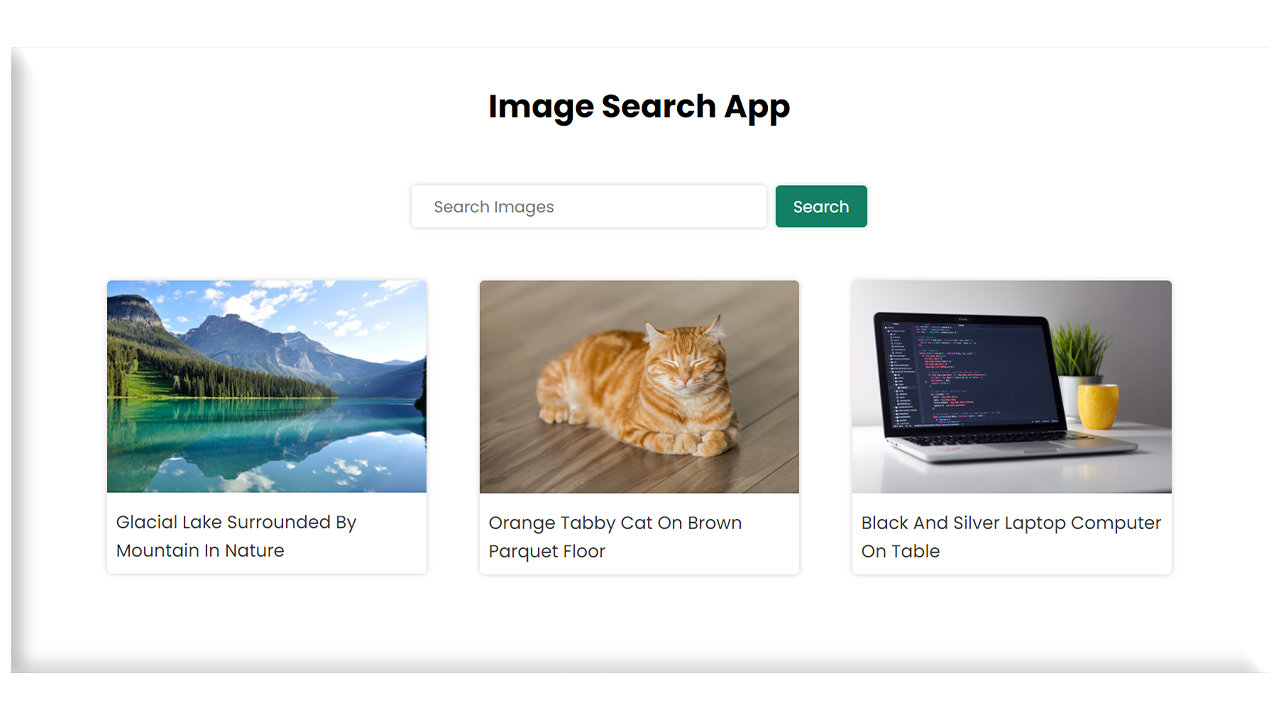 Image Search App
Search Images
Search
Glacial Lake Surrounded By
Mountain In Nature
Orange Tabby Cat On Brown
Parquet Floor
Black And Silver Laptop Computer
On Table